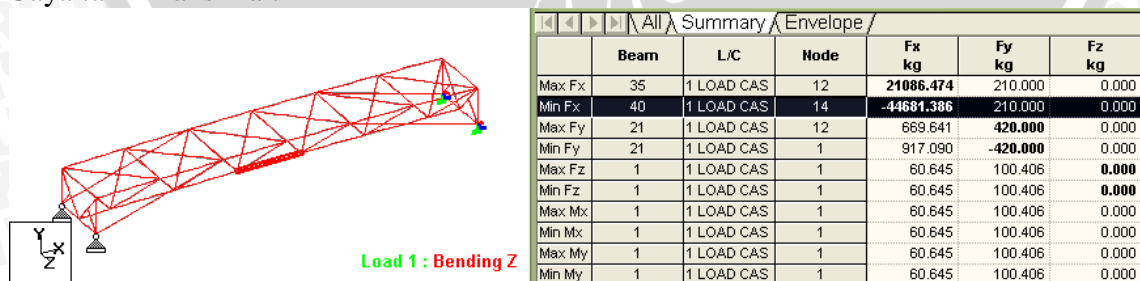 All Summary Envelope
Beam L/C Node Fx kg Fy kg Fz kg
Max Fx 35 1 LOAD CAS 12 21086.474 210.000 0.000
Min Fx 40 1 LOAD CAS 14 -44681.386 210.000 0.000
Max Fy 21 1 LOAD CAS 12 669.641 420.000 0.000
Min Fy 21 1 LOAD CAS 1 917.090 -420.000 0.000
Max Fz 1 1 LOAD CAS 1 60.645 100.406 0.000
Min Fz 1 1 LOAD CAS 1 60.645 100.406 0.000
Max Mx 1 1 LOAD CAS 1 60.645 100.406 0.000
Min Mx 1 1 LOAD CAS 1 60.645 100.406 0.000
Max My 1 1 LOAD CAS 1 60.645 100.406 0.000
Min My 1 1 LOAD CAS 1 60.645 100.406 0.000
Y
X
Z
Load 1 : Bending Z